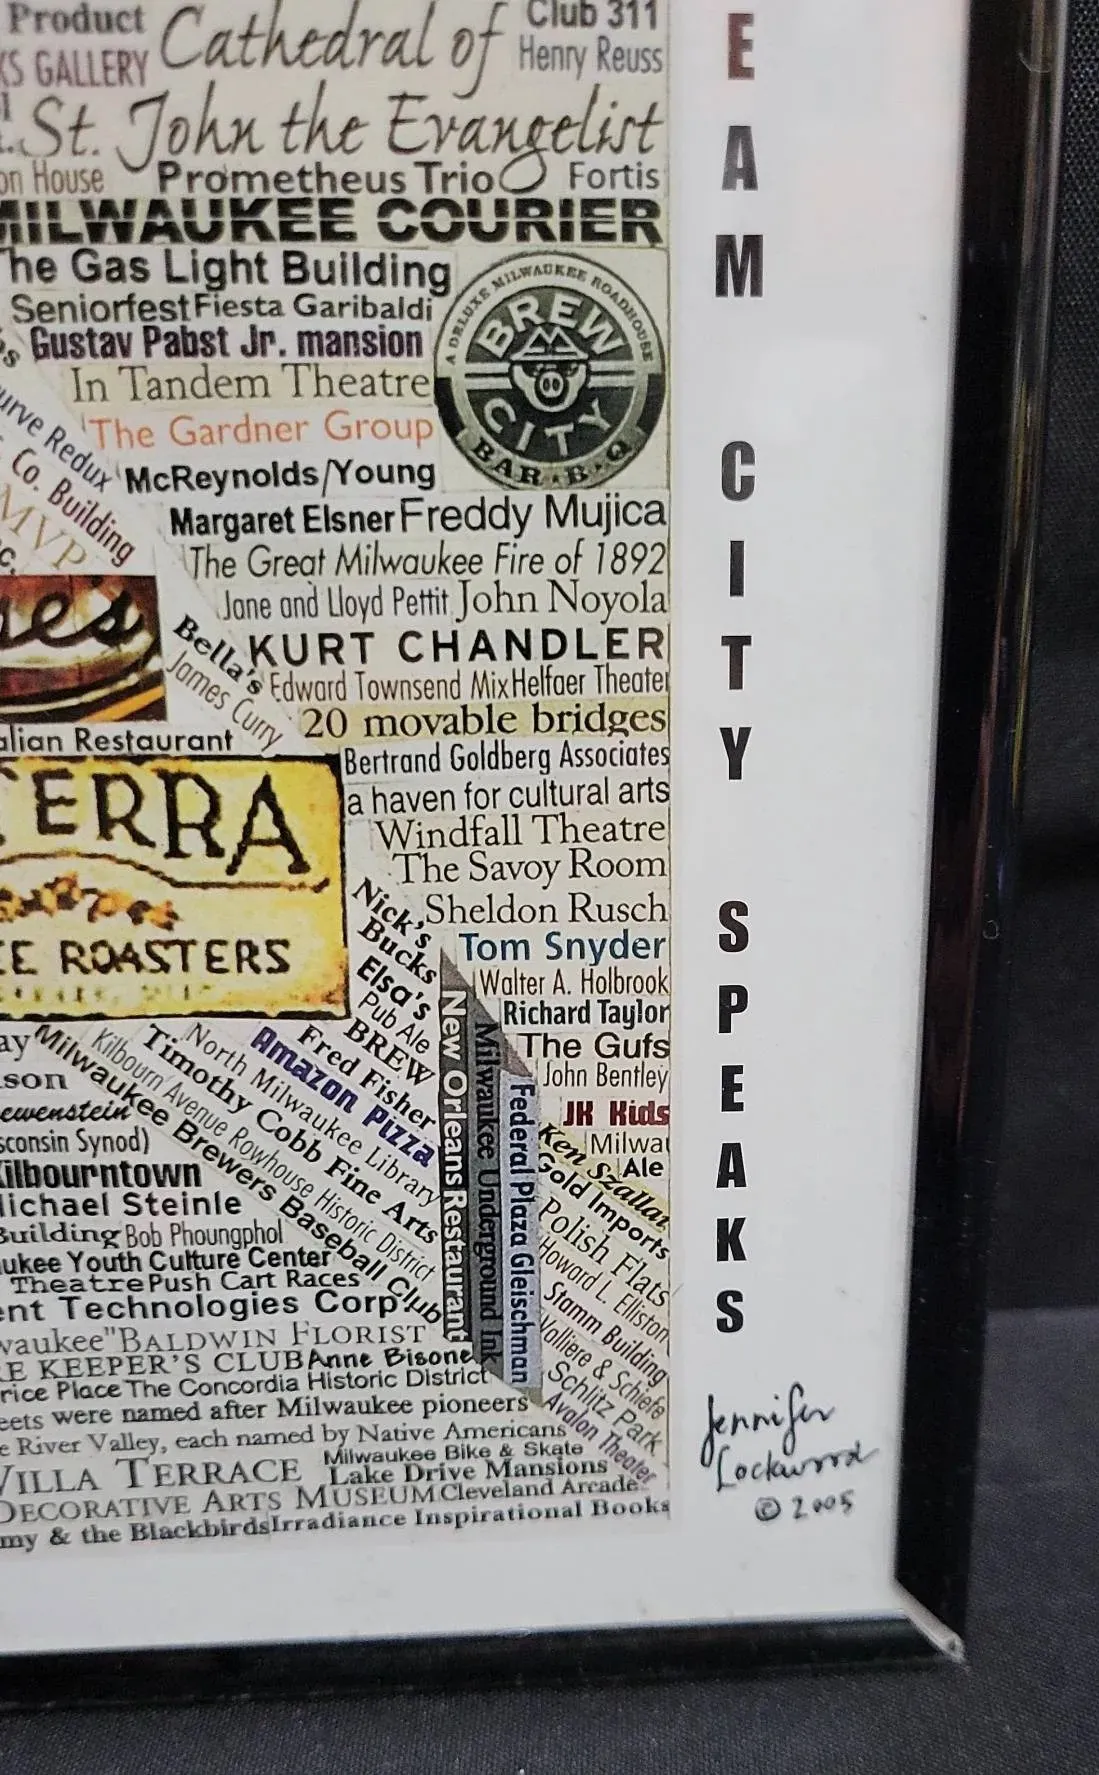 Product
Club 311
KS GALLERY
Cathedral of
Henry Reuss
St. John the Evangelist
on House
Prometheus Trio
Fortis
MILWAUKEE COURIER
The Gas Light Building
Seniorfest
Fiesta Garibaldi
Gustav Pabst Jr. mansion
In Tandem Theatre
The Gardner Group
A DELUXE MILWAUKEE ROADHOUSE
BREW
CITY
BAR·B·Q
urve Redux
Co. Building
MVP
McReynolds/Young
Margaret Elsner
Freddy Mujica
The Great Milwaukee Fire of 1892
Jane and Lloyd Pettit
John Noyola
Bella's
KURT CHANDLER
James Curry
Edward Townsend Mix
Helfaer Theater
20 movable bridges
alian Restaurant
Bertrand Goldberg Associates
a haven for cultural arts
Windfall Theatre
The Savoy Room
TERRA
EE ROASTERS
Nick's
Sheldon Rusch
Bucks
Tom Snyder
Elsa's
Walter A. Holbrook
Pub Ale
Richard Taylor
BREW
The Gufs
Fred Fisher
John Bentley
Amazon Pizza
JK Kids
North Milwaukee Library
Milwau
Ale
Timothy Cobb Fine Arts
Kilbourn Avenue Rowhouse Historic District
Milwaukee Brewers Baseball Club
New Orleans Restaurant
Milwaukee Underground Ink
Federal Plaza Gleischman
Ken Szallai
Gold Imports
Polish Flats
Howard L. Elliston
Stamm Building
Valliere & Schiefe
Schlitz Park
Avalon Theater
ay
son
ewenstein
sconsin Synod)
Kilbourntown
Michael Steinle
Building
Bob Phoungphol
ukee Youth Culture Center
Theatre
Push Cart Races
ent Technologies Corp
waukee"
BALDWIN FLORIST
RE KEEPER'S CLUB
Anne Bisone
rice Place
The Concordia Historic District
eets were named after Milwaukee pioneers
e River Valley, each named by Native Americans
Milwaukee Bike & Skate
VILLA TERRACE
Lake Drive Mansions
DECORATIVE ARTS MUSEUM
Cleveland Arcade
my & the Blackbirds
Irradiance Inspirational Books
EAM CITY SPEAKS
Jennifer
Lockwood
© 2005